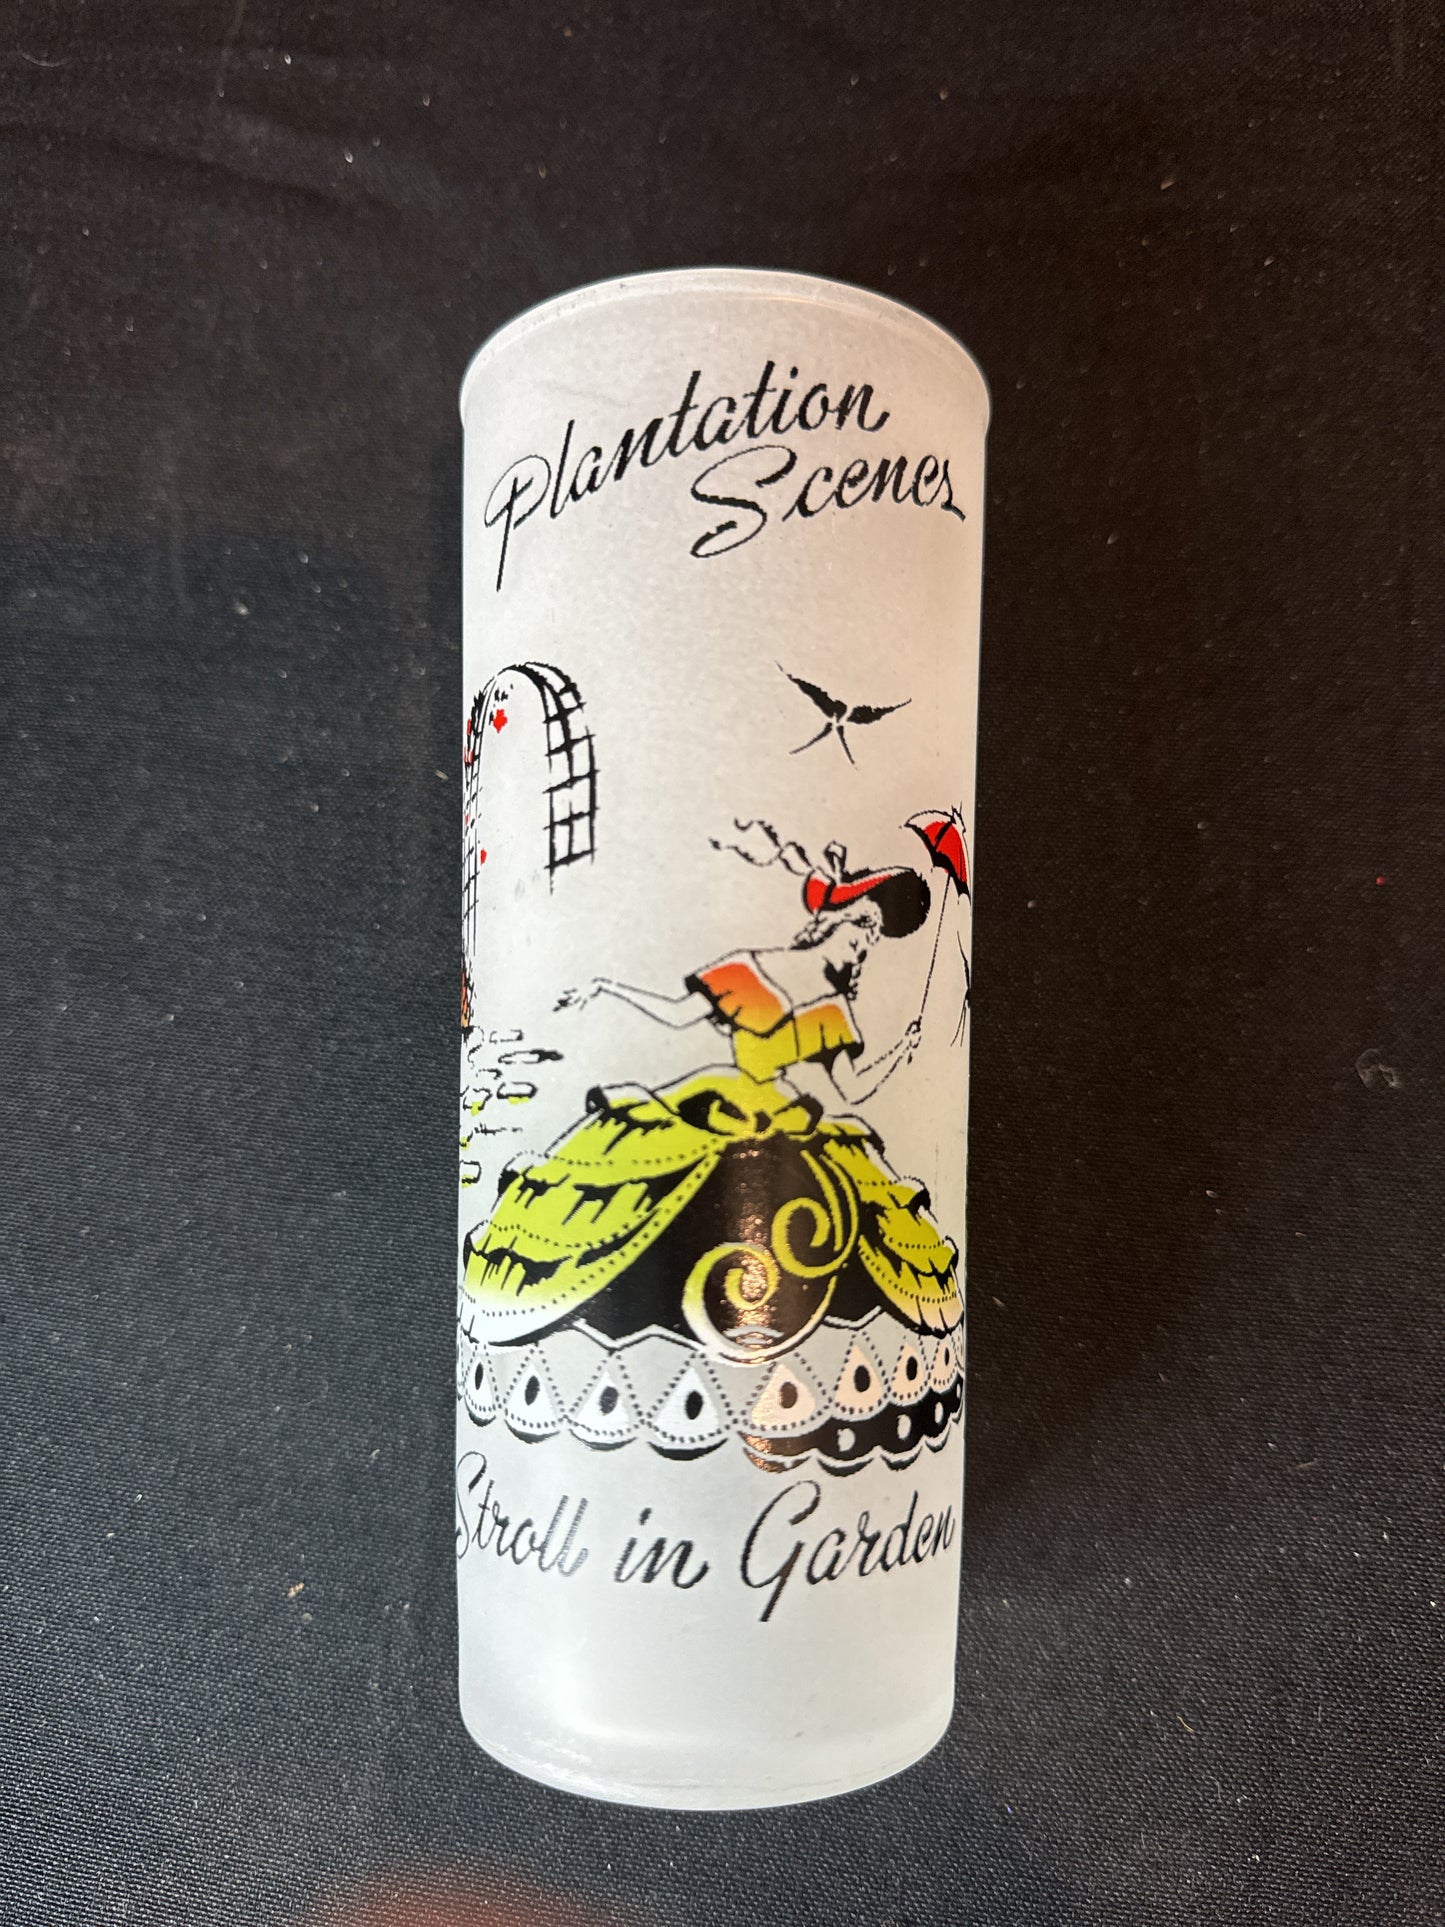 Plantation
Scenes
Stroll in Garden